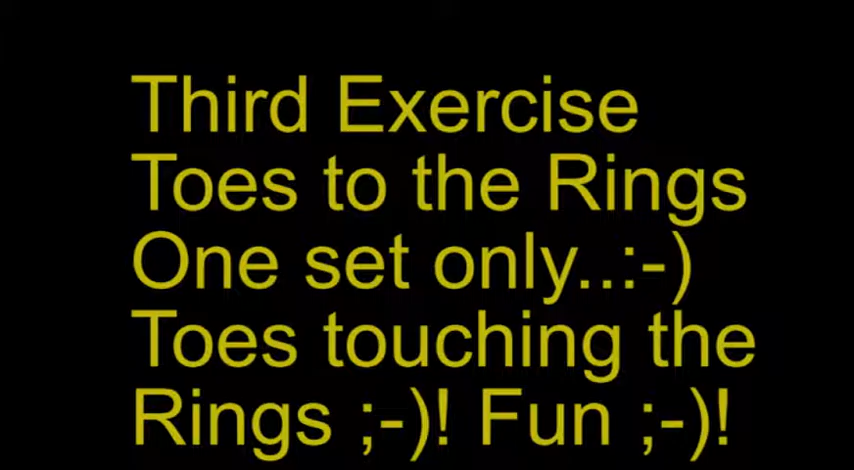 Third Exercise
Toes to the Rings
One set only..:-)
Toes touching the
Rings ;-)! Fun ;-)!